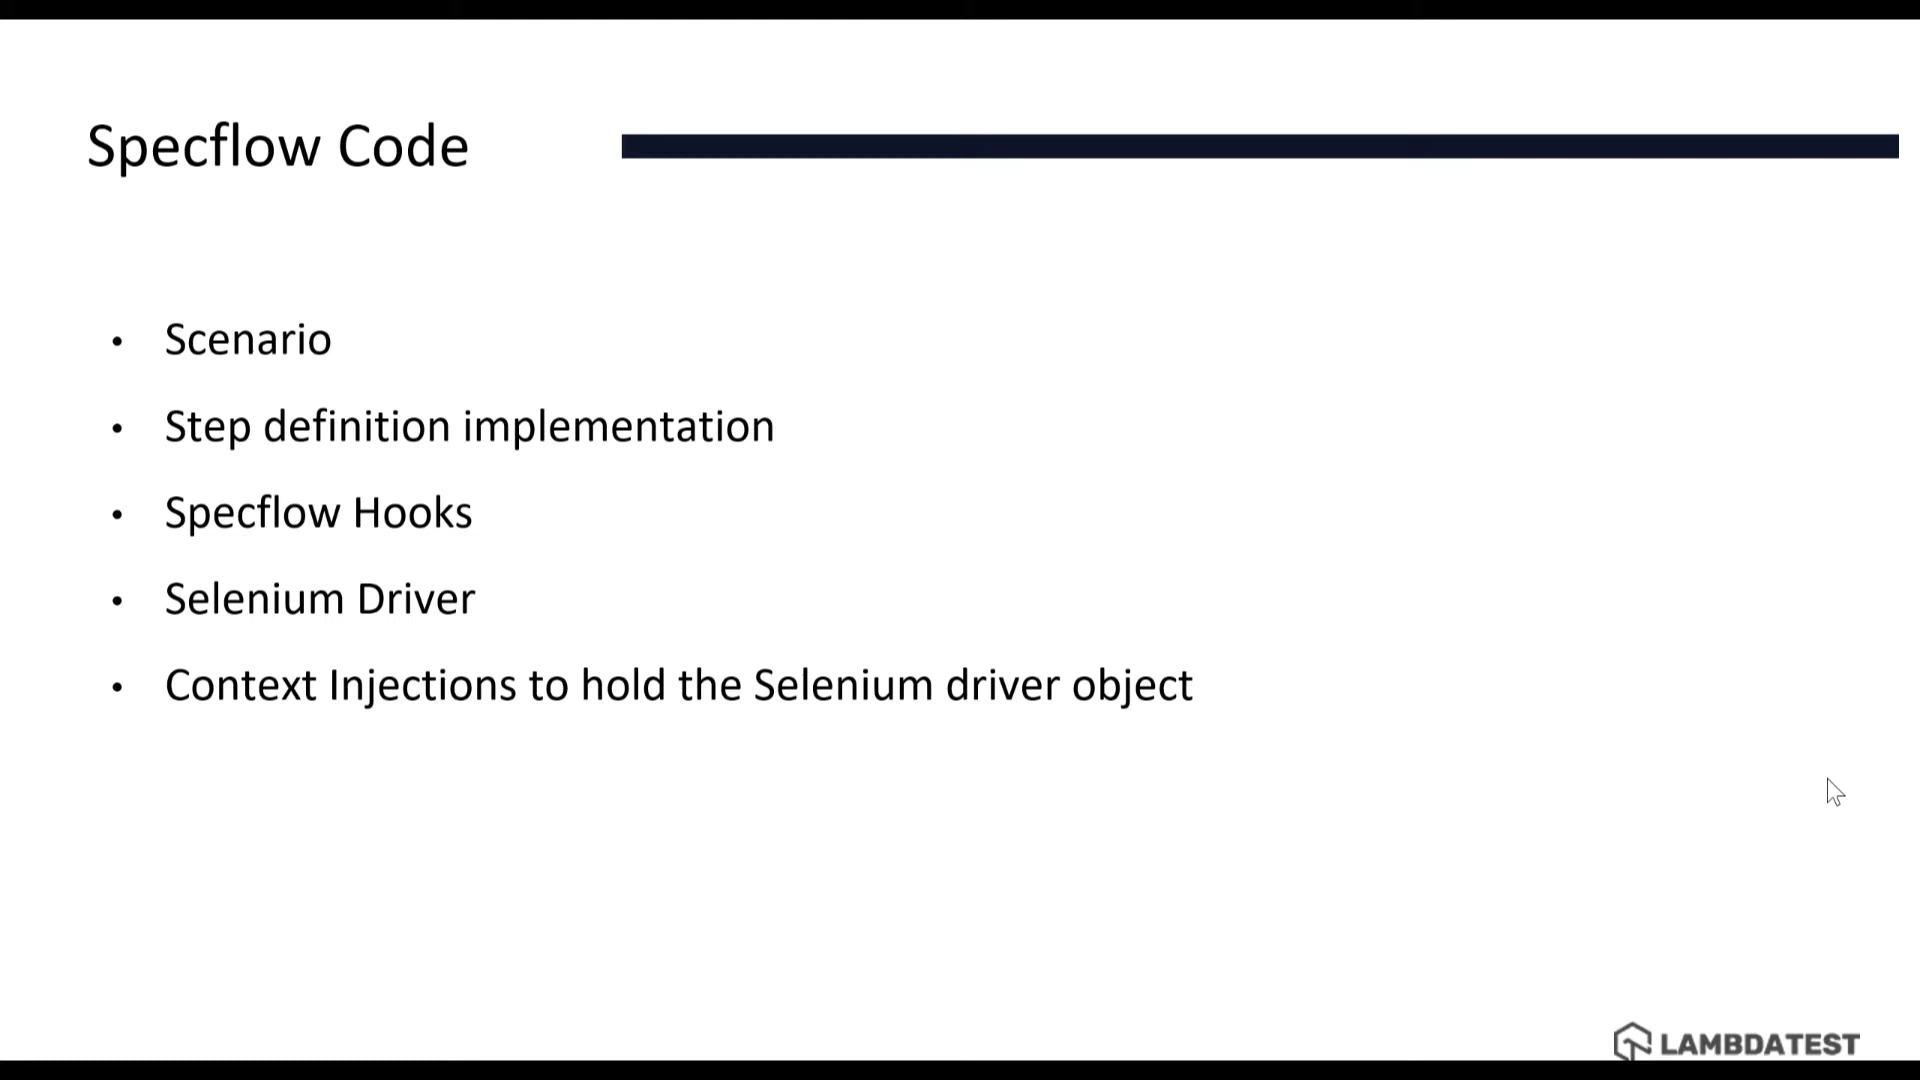 Specflow Code
• Scenario
• Step definition implementation
• Specflow Hooks
• Selenium Driver
• Context Injections to hold the Selenium driver object
LAMBDATEST